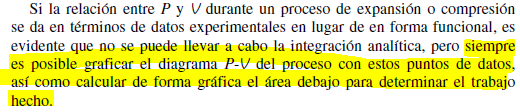 Si la relación entre P y V durante un proceso de expansión o compresión
se da en términos de datos experimentales en lugar de en forma funcional, es
evidente que no se puede llevar a cabo la integración analítica, pero siempre
es posible graficar el diagrama P-V del proceso con estos puntos de datos,
así como calcular de forma gráfica el área debajo para determinar el trabajo
hecho.